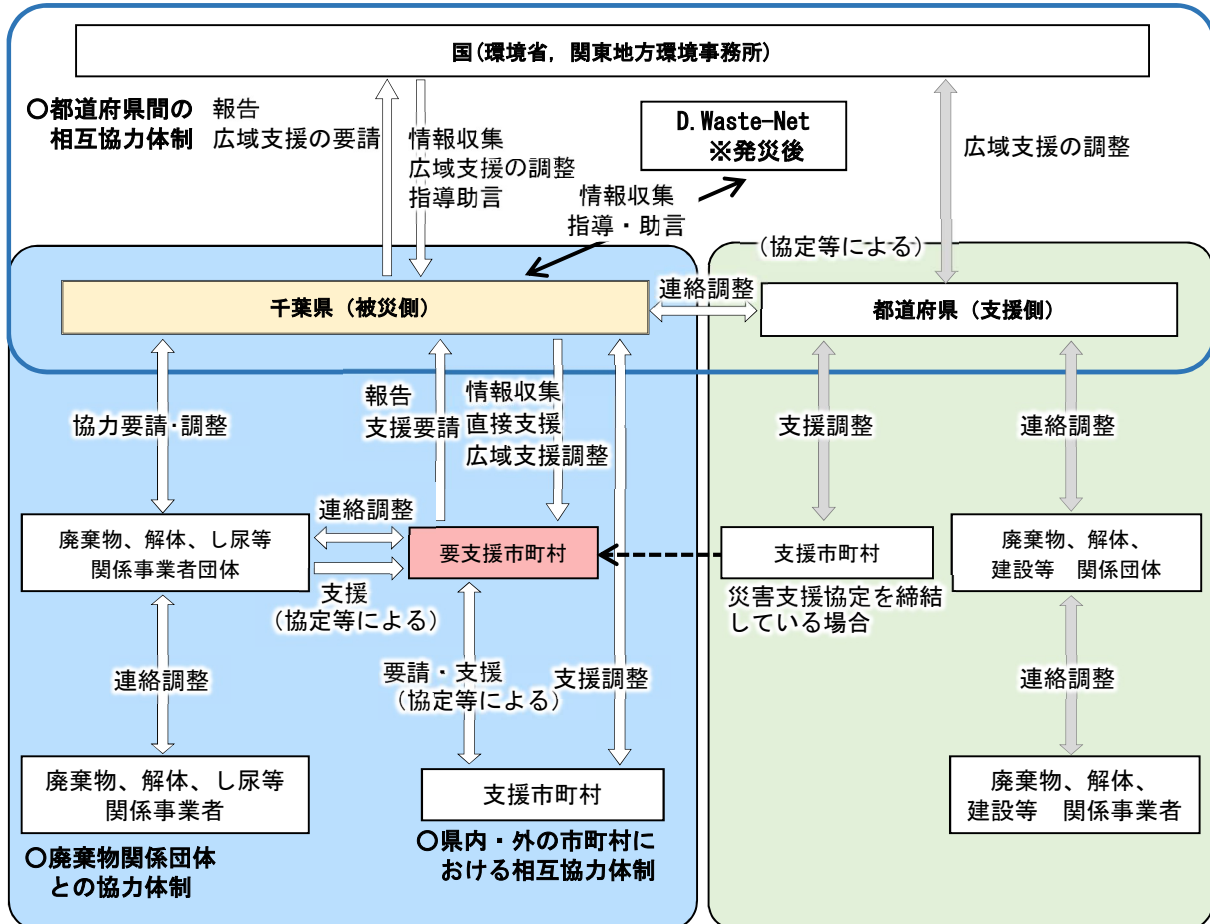 国(環境省,関東地方環境事務所)
〇都道府県間の
相互協力体制
報告
広域支援の要請
情報収集
広域支援の調整
指導助言
D.Waste-Net
※発災後
広域支援の調整
情報収集
指導・助言
(協定等による)
千葉県(被災側)
連絡調整
都道府県(支援側)
協力要請・調整
報告
支援要請
情報収集
直接支援
広域支援調整
支援調整
連絡調整
廃棄物、解体、し尿等
関係事業者団体
連絡調整
支援
(協定等による)
要支援市町村
支援市町村
災害支援協定を締結
している場合
廃棄物、解体、
建設等 関係団体
連絡調整
要請・支援
(協定等による)
支援調整
連絡調整
廃棄物、解体、し尿等
関係事業者
支援市町村
廃棄物、解体、
建設等 関係事業者
〇廃棄物関係団体
との協力体制
〇県内・外の市町村に
おける相互協力体制